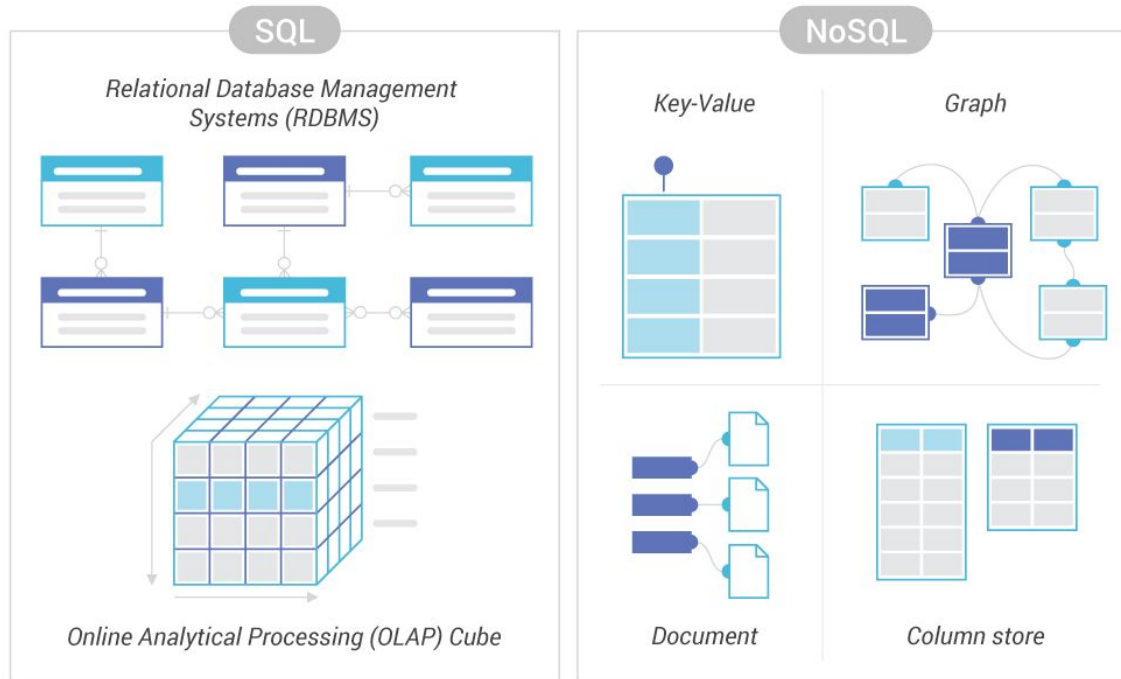 SQL
Relational Database Management
Systems (RDBMS)
Online Analytical Processing (OLAP) Cube
NoSQL
Key-Value
Graph
Document
Column store